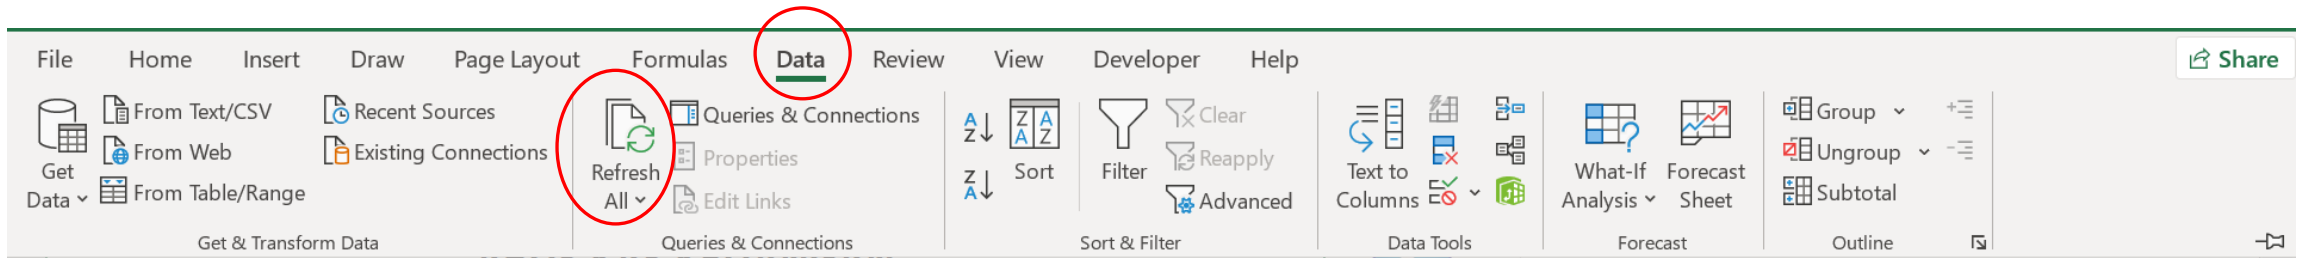 File Home Insert Draw Page Layout Formulas Data Review View Developer Help Share
Get
Data
From Text/CSV
From Web
From Table/Range
Recent Sources
Existing Connections
Get & Transform Data
Refresh
All
Queries & Connections
Properties
Edit Links
Queries & Connections
Sort
Filter
Clear
Reapply
Advanced
Sort & Filter
Text to
Columns
Data Tools
What-If
Analysis
Forecast
Sheet
Forecast
Group
Ungroup
Subtotal
Outline